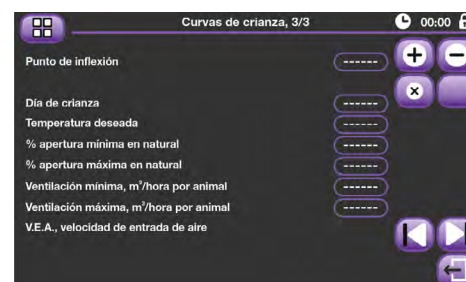 Curvas de crianza, 3/3 00:00
Punto de inflexión ------
Día de crianza ------
Temperatura deseada ------
% apertura mínima en natural ------
% apertura máxima en natural ------
Ventilación mínima, m³/hora por animal ------
Ventilación máxima, m³/hora por animal ------
V.E.A., velocidad de entrada de aire